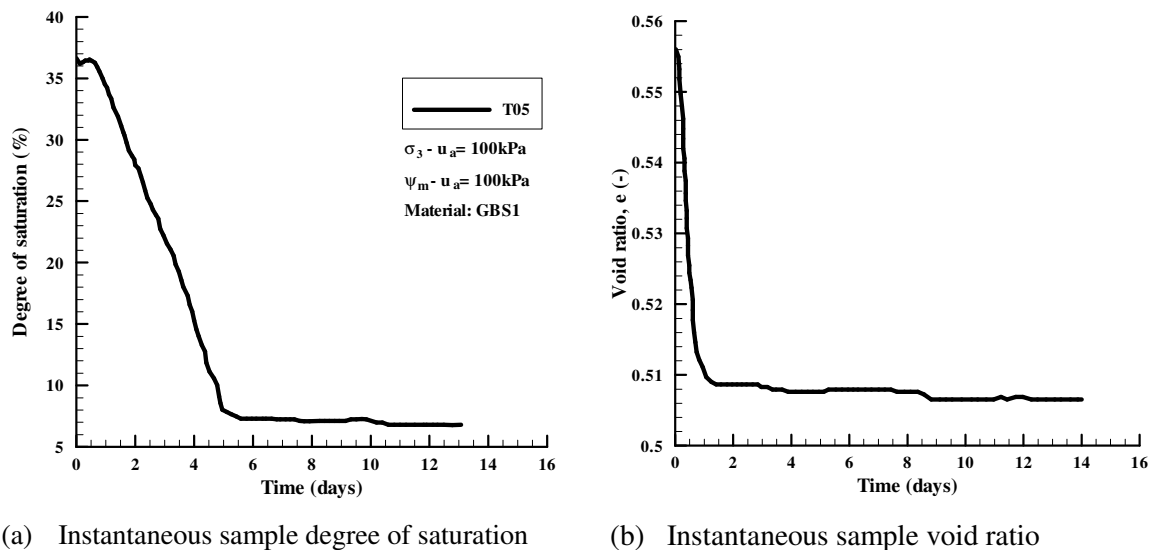 40
35
30
25
20
15
10
5
Degree of saturation (%)
0 2 4 6 8 10 12 14 16
Time (days)
T05
σ3 - ua= 100kPa
ψm - ua= 100kPa
Material: GBS1
(a) Instantaneous sample degree of saturation
0.56
0.55
0.54
0.53
0.52
0.51
0.5
Void ratio, e (-)
0 2 4 6 8 10 12 14 16
Time (days)
(b) Instantaneous sample void ratio